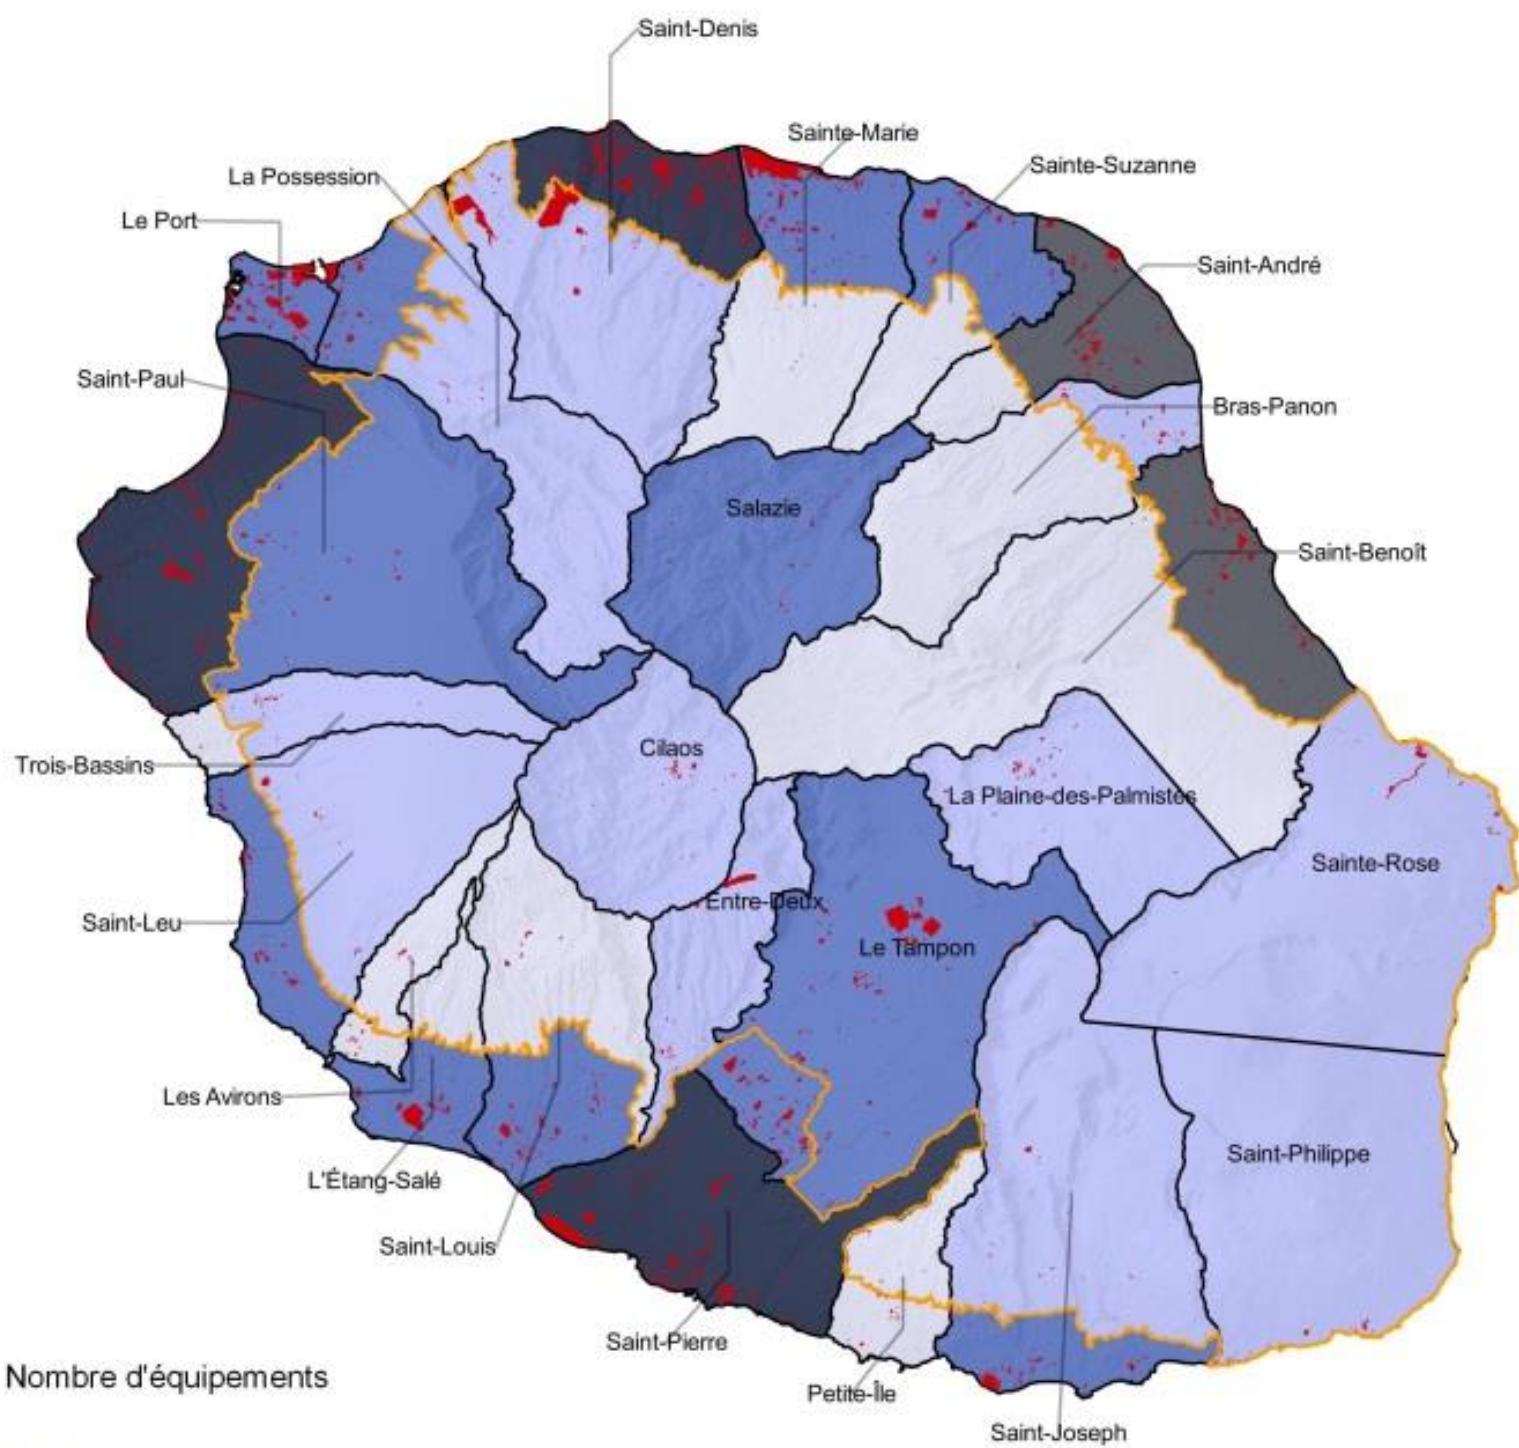 Saint-Denis
Sainte-Marie
Sainte-Suzanne
La Possession
Le Port
Saint-André
Saint-Paul
Bras-Panon
Salazie
Saint-Benoît
Cilaos
Trois-Bassins
La Plaine-des-Palmistes
Sainte-Rose
Entre-Deux
Saint-Leu
Le Tampon
Les Avirons
Saint-Philippe
L'Étang-Salé
Saint-Louis
Saint-Pierre
Nombre d'équipements
Petite-Île
Saint-Joseph